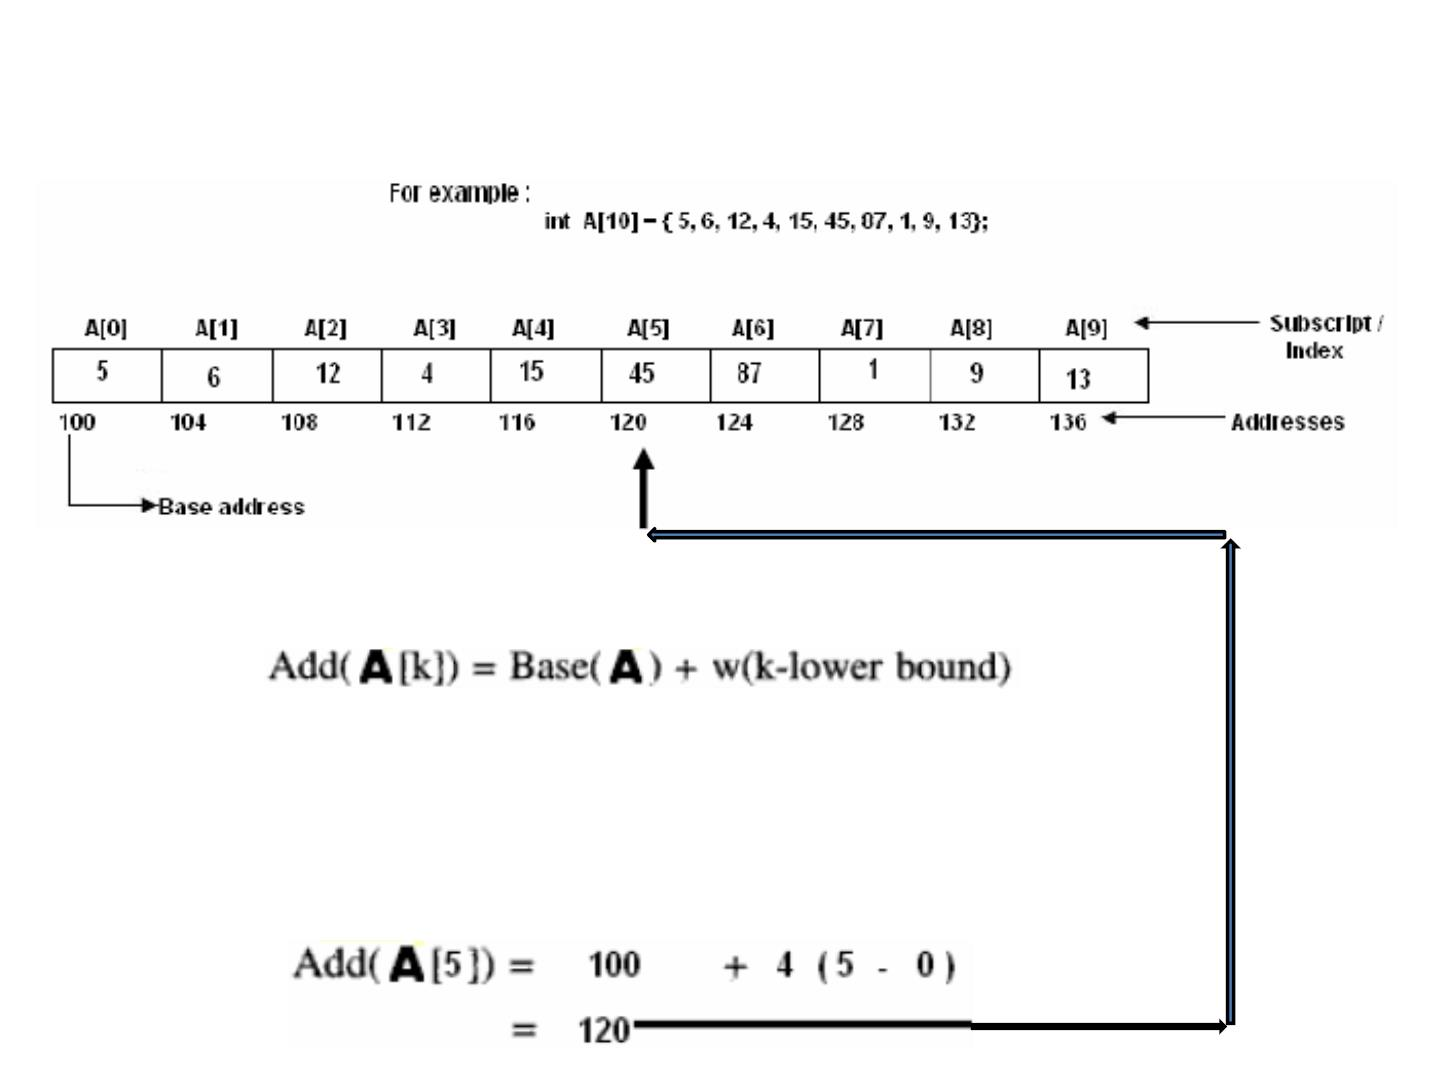 For example :
int A[10] = { 5, 6, 12, 4, 15, 45, 87, 1, 9, 13};
A[0] A[1] A[2] A[3] A[4] A[5] A[6] A[7] A[8] A[9] Subscript /
Index
5 6 12 4 15 45 87 1 9 13
100 104 108 112 116 120 124 128 132 136 Addresses
Base address
Add( A [k]) = Base( A ) + w(k-lower bound)
Add( A [5 ]) = 100 + 4 ( 5 - 0 )
= 120